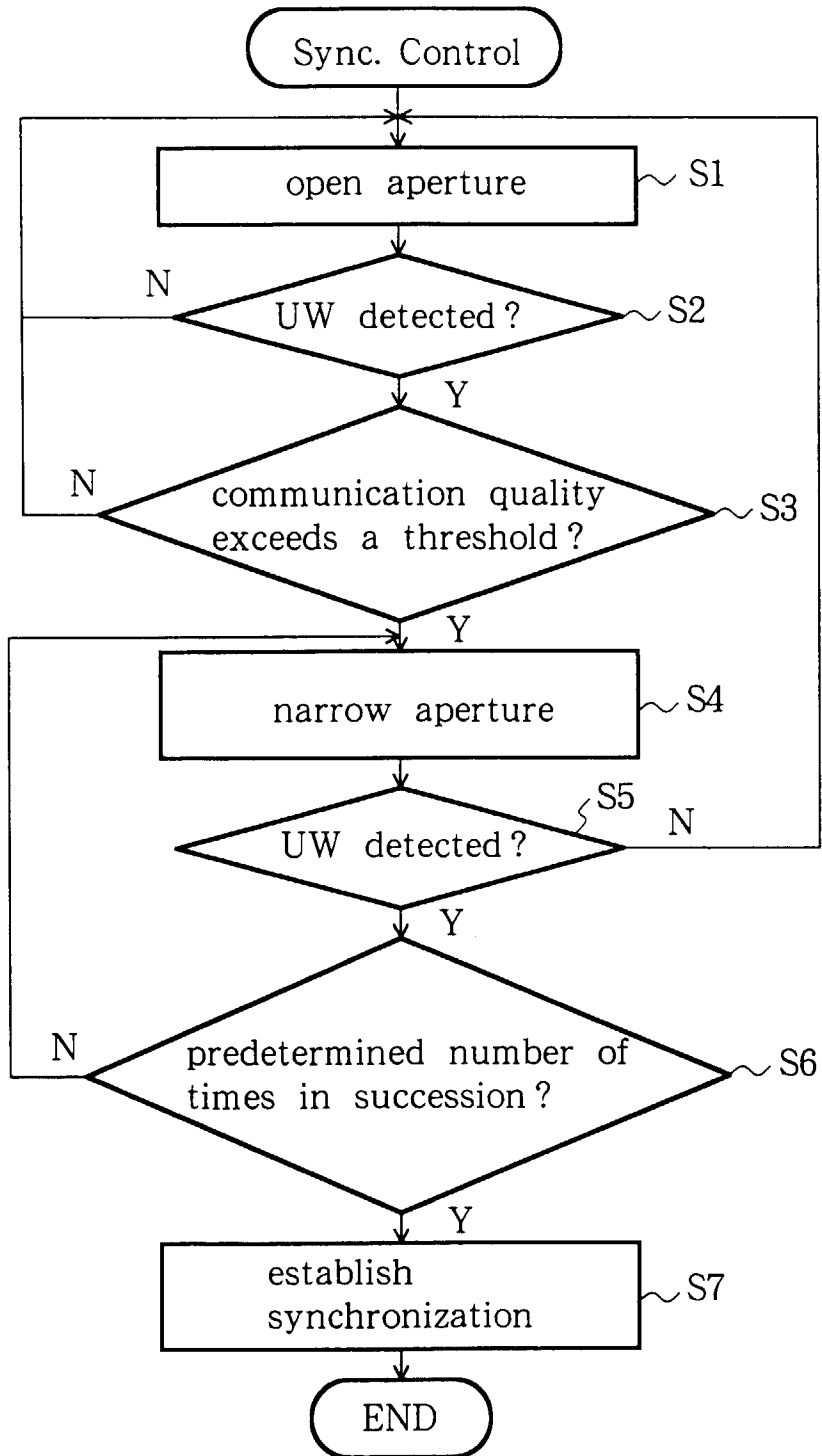 Sync. Control
open aperture
S1
N
UW detected?
S2
Y
N
communication quality
exceeds a threshold?
S3
Y
narrow aperture
S4
S5
UW detected?
N
Y
N
predetermined number of
times in succession?
S6
Y
establish
synchronization
S7
END